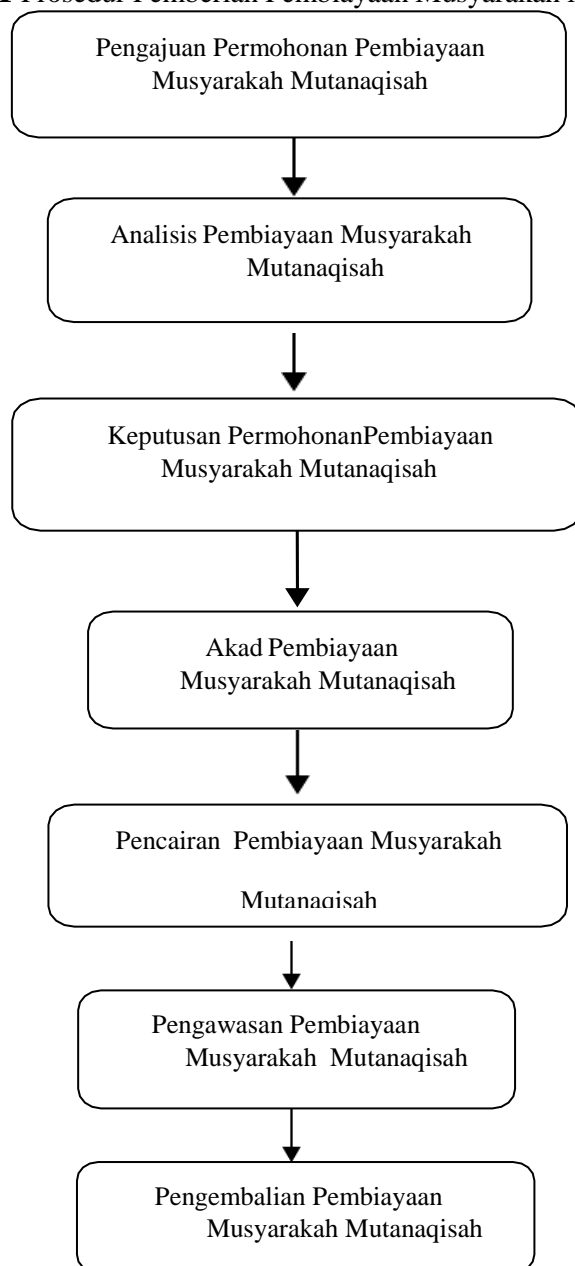 Prosedur Pemberian Pembiayaan Musyarakah
Pengajuan Permohonan Pembiayaan
Musyarakah Mutanaqisah
Analisis Pembiayaan Musyarakah
Mutanaqisah
Keputusan PermohonanPembiayaan
Musyarakah Mutanaqisah
Akad Pembiayaan
Musyarakah Mutanaqisah
Pencairan Pembiayaan Musyarakah
Mutanaqisah
Pengawasan Pembiayaan
Musyarakah Mutanaqisah
Pengembalian Pembiayaan
Musyarakah Mutanaqisah